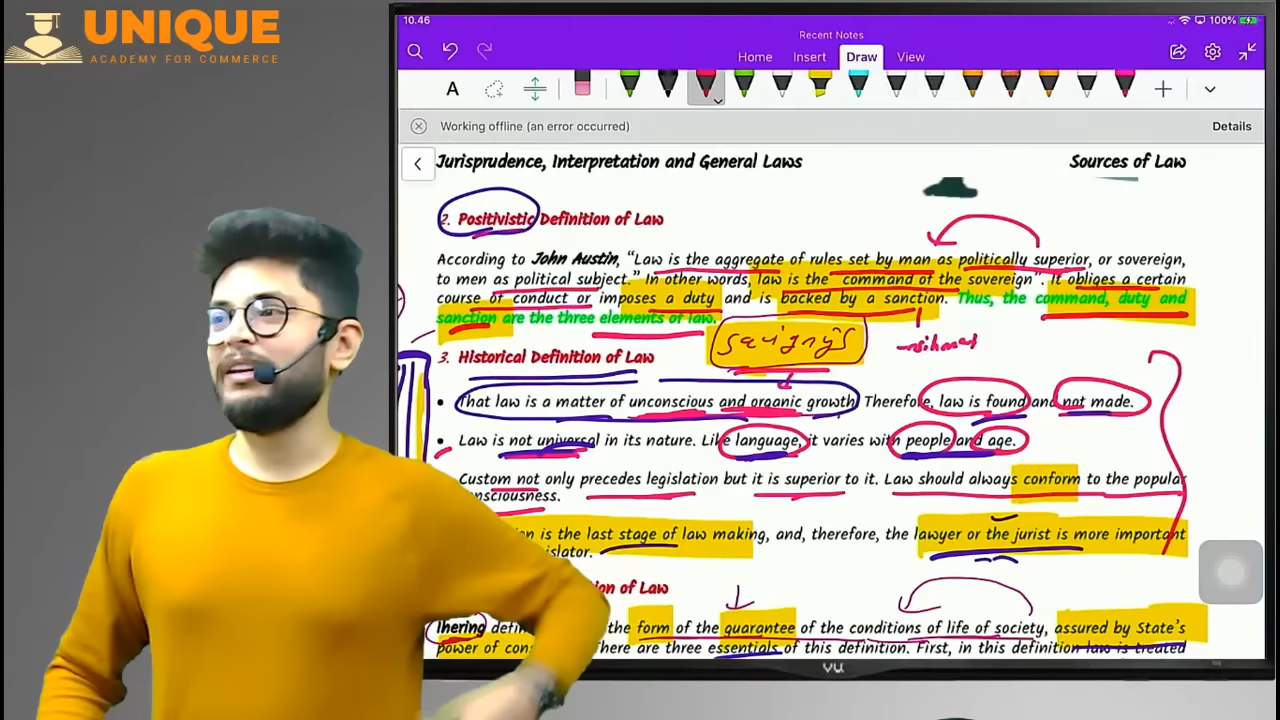 UNIQUE
ACADEMY FOR COMMERCE
10.46
100%
Recent Notes
Home Insert Draw View
A
Working offline (an error occurred)
Details
Jurisprudence, Interpretation and General Laws
Sources of Law
2. Positivistic Definition of Law
According to John Austin, “Law is the aggregate of rules set by man as politically superior, or sovereign,
to men as political subject.” In other words, law is the “command of the sovereign”. It obliges a certain
course of conduct or imposes a duty and is backed by a sanction. Thus, the command, duty and
sanction are the three elements of law.
Savigny's
3. Historical Definition of Law
• That law is a matter of unconscious and organic growth. Therefore, law is found and not made.
• Law is not universal in its nature. Like language, it varies with people and age.
Custom not only precedes legislation but it is superior to it. Law should always conform to the popular
consciousness.
is the last stage of law making, and, therefore, the lawyer or the jurist is more important
of Law
Ihering the form of the guarantee of the conditions of life of society, assured by State's
power of There are three essentials of this definition. First, in this definition law is treated
VU